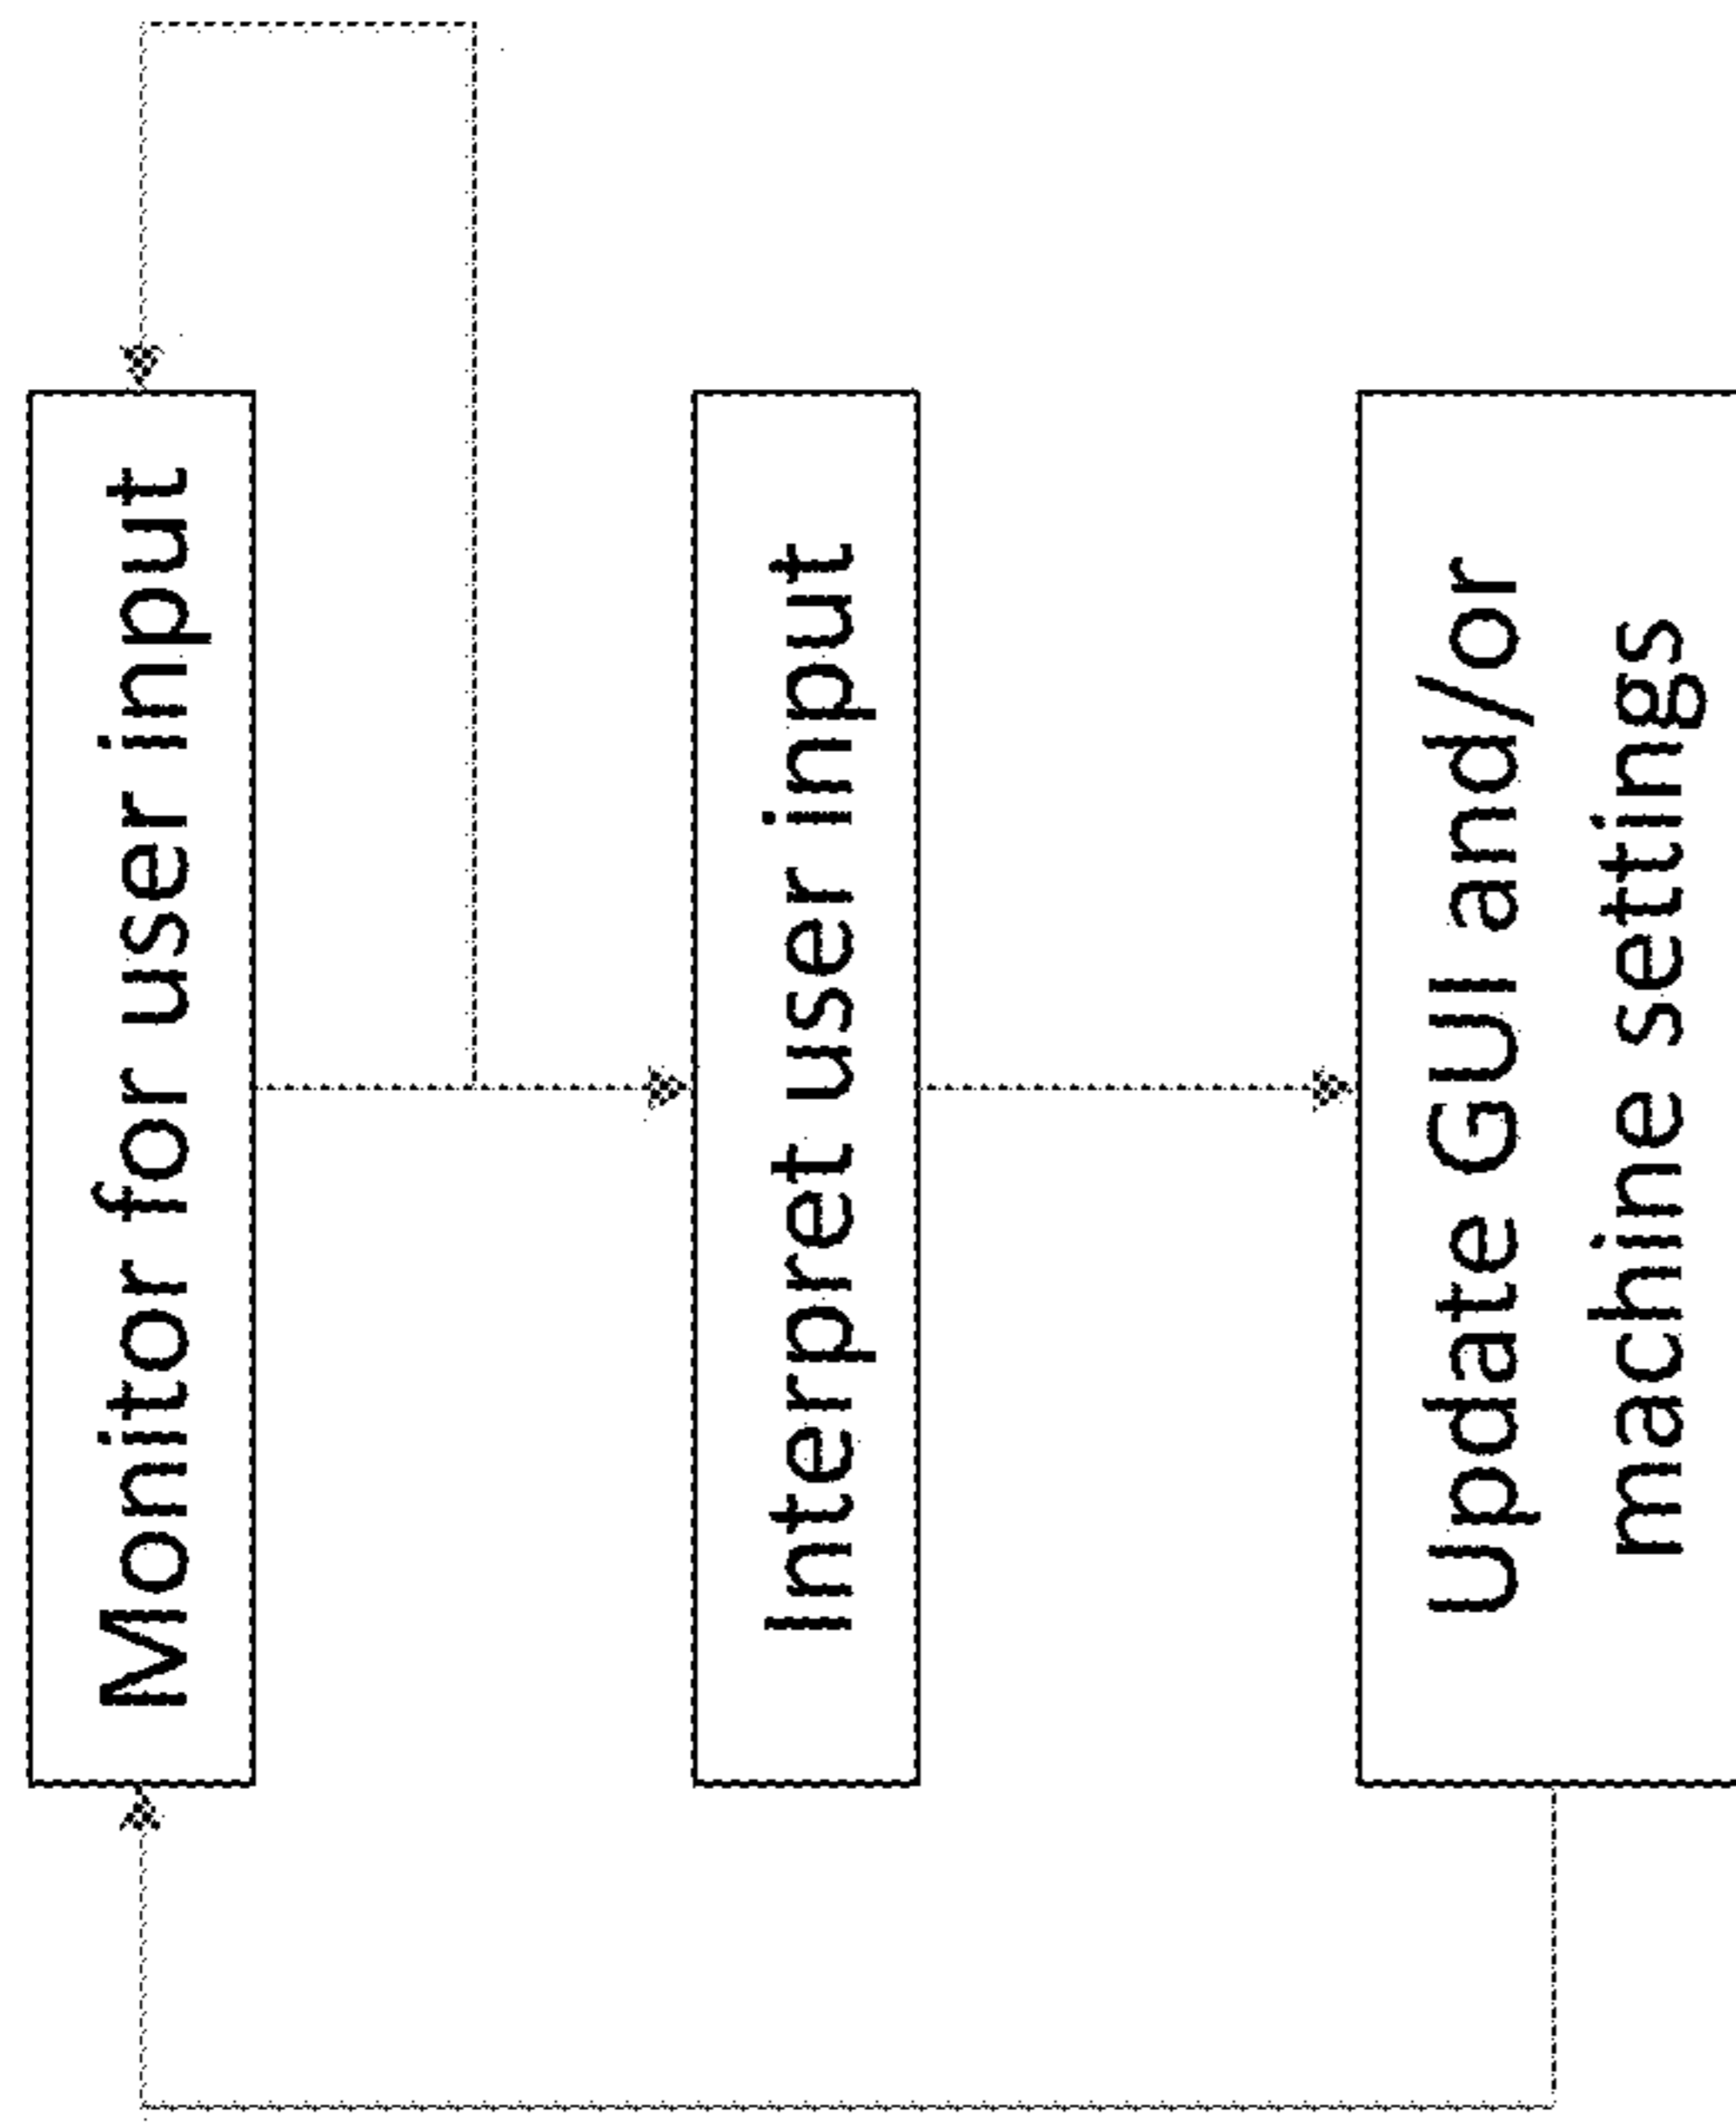 Monitor for user input
Interpret user input
Update GUI and/or
machine settings